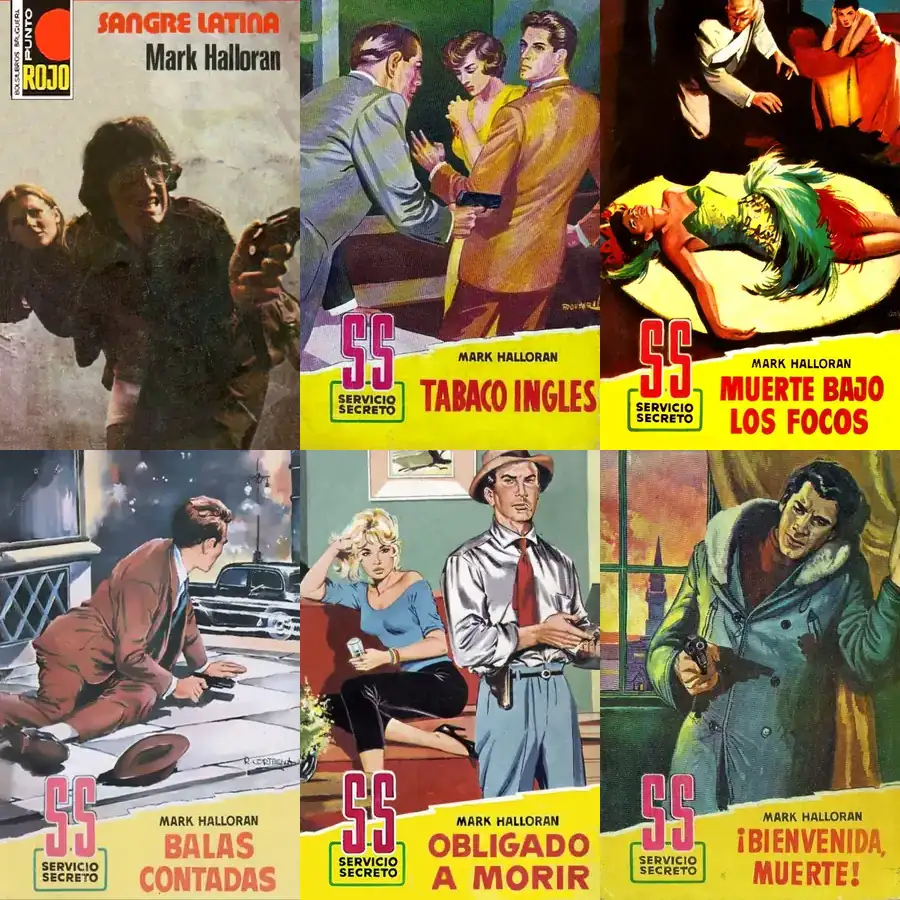 BOLSILIBROS BRUGUERA
PUNTO
ROJO
SANGRE LATINA
Mark Halloran
SS
SERVICIO
SECRETO
MARK HALLORAN
TABACO INGLES
SS
SERVICIO
SECRETO
MARK HALLORAN
MUERTE BAJO
LOS FOCOS
SS
SERVICIO
SECRETO
MARK HALLORAN
BALAS
CONTADAS
SS
SERVICIO
SECRETO
MARK HALLORAN
OBLIGADO
A MORIR
SS
SERVICIO
SECRETO
MARK HALLORAN
¡BIENVENIDA,
MUERTE!